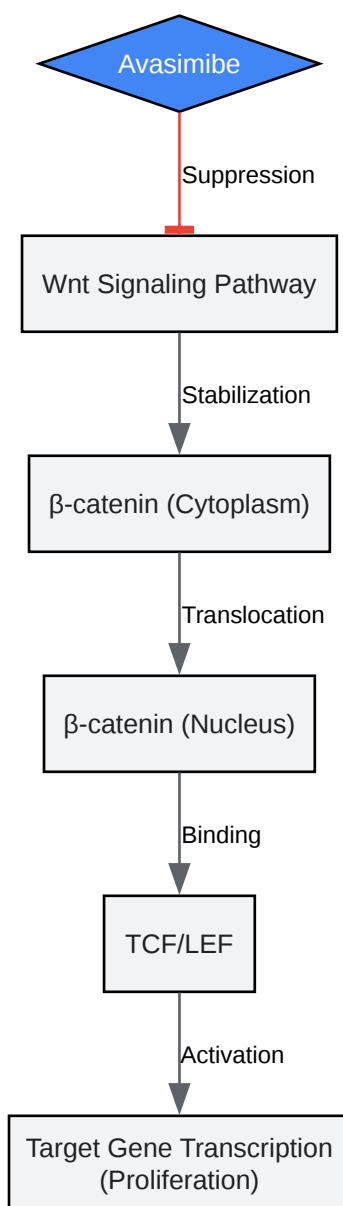 Avasimibe
Suppression
Wnt Signaling Pathway
Stabilization
β-catenin (Cytoplasm)
Translocation
β-catenin (Nucleus)
Binding
TCF/LEF
Activation
Target Gene Transcription
(Proliferation)